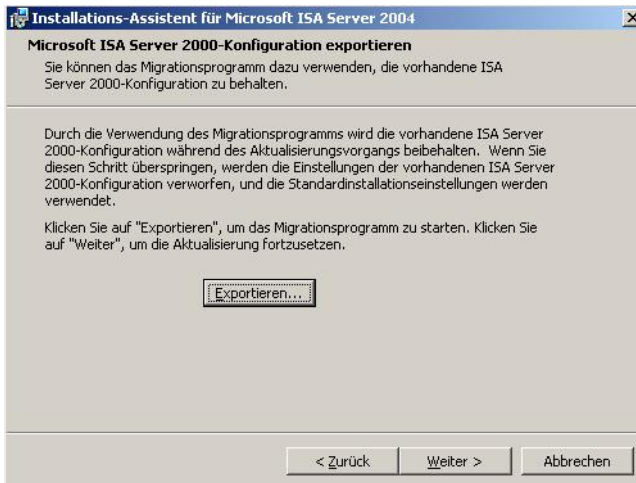 Installations-Assistent für Microsoft ISA Server 2004
Microsoft ISA Server 2000-Konfiguration exportieren
Sie können das Migrationsprogramm dazu verwenden, die vorhandene ISA
Server 2000-Konfiguration zu behalten.
Durch die Verwendung des Migrationsprogramms wird die vorhandene ISA Server
2000-Konfiguration während des Aktualisierungsvorgangs beibehalten. Wenn Sie
diesen Schritt überspringen, werden die Einstellungen der vorhandenen ISA Server
2000-Konfiguration verworfen, und die Standardinstallationseinstellungen werden
verwendet.
Klicken Sie auf "Exportieren", um das Migrationsprogramm zu starten. Klicken Sie
auf "Weiter", um die Aktualisierung fortzusetzen.
Exportieren...
< Zurück Weiter > Abbrechen